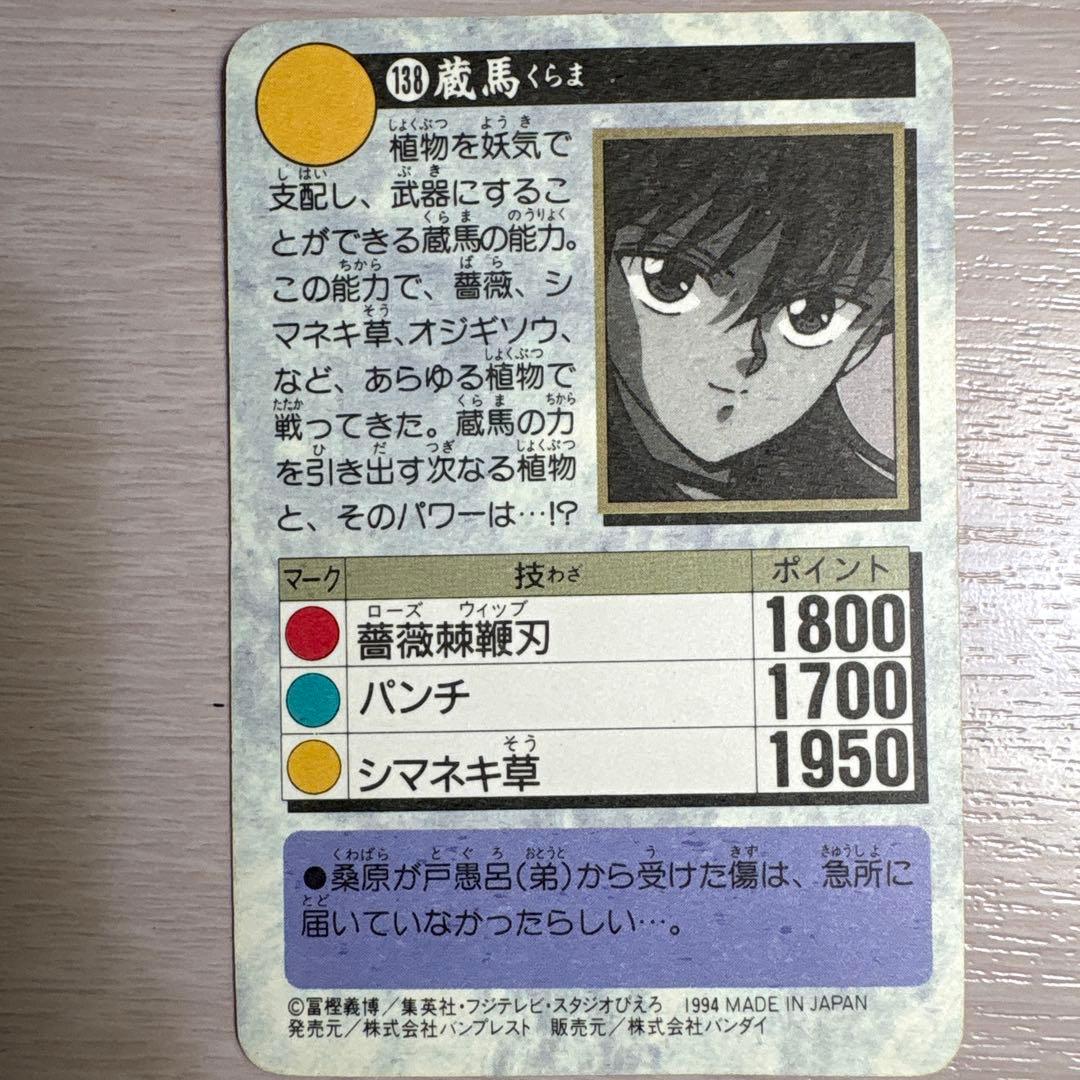 138 蔵馬 くらま
植物を妖気で
支配し、武器にするこ
とができる蔵馬の能力。
この能力で、薔薇、シ
マネキ草、オジギソウ、
など、あらゆる植物で
戦ってきた。蔵馬の力
を引き出す次なる植物
と、そのパワーは…!?
マーク 技わざ ポイント
薔薇棘鞭刃 ローズ ウィップ 1800
パンチ 1700
シマネキ草 そう 1950
●桑原が戸愚呂(弟)から受けた傷は、急所に
届いていなかったらしい…。
©冨樫義博/集英社・フジテレビ・スタジオぴえろ 1994 MADE IN JAPAN
発売元/株式会社バンプレスト 販売元/株式会社バンダイ